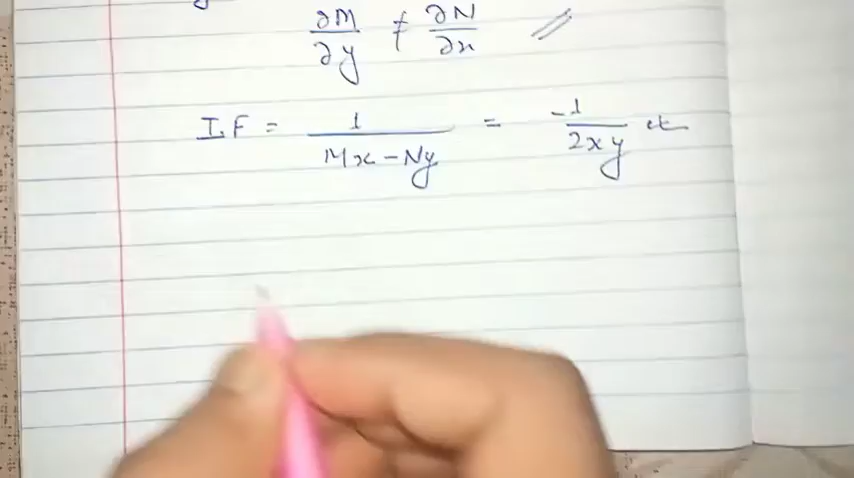 ∂M/∂y ≠ ∂N/∂x //
I.F = 1/(Mx - Ny) = -1/(2xy)